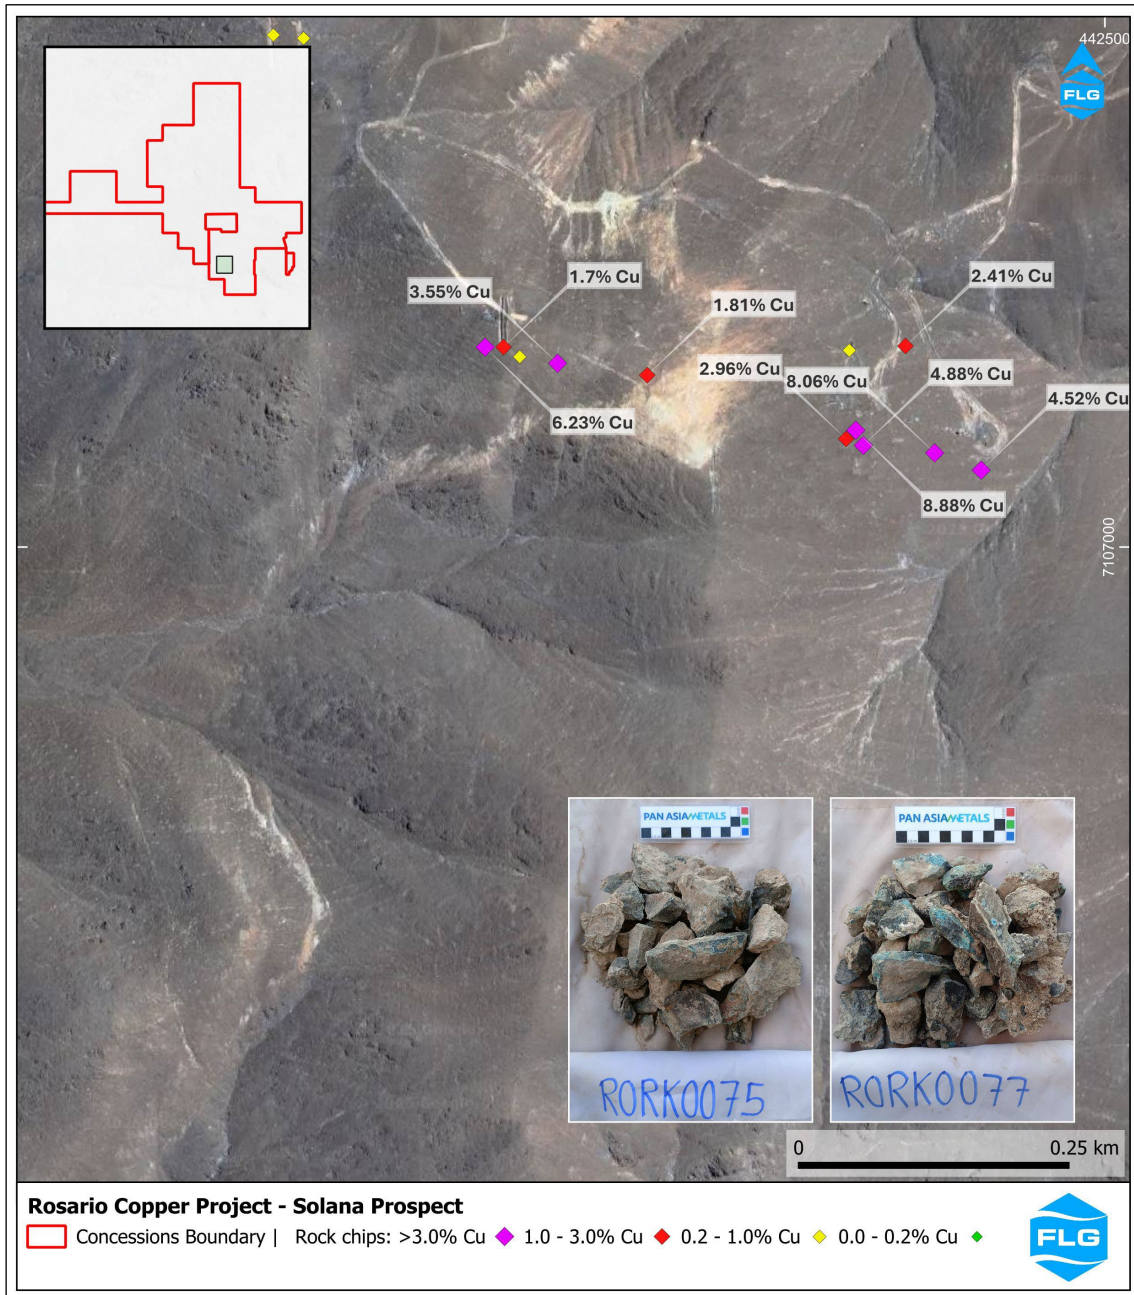 442500
FLG
1.7% Cu
2.41% Cu
3.55% Cu
1.81% Cu
2.96% Cu
8.06% Cu
4.88% Cu
4.52% Cu
6.23% Cu
8.88% Cu
7107000
PAN ASIA METALS
PAN ASIA METALS
RORK0075
RORK0077
0 0.25 km
Rosario Copper Project - Solana Prospect
Concessions Boundary | Rock chips: >3.0% Cu 1.0 - 3.0% Cu 0.2 - 1.0% Cu 0.0 - 0.2% Cu
FLG